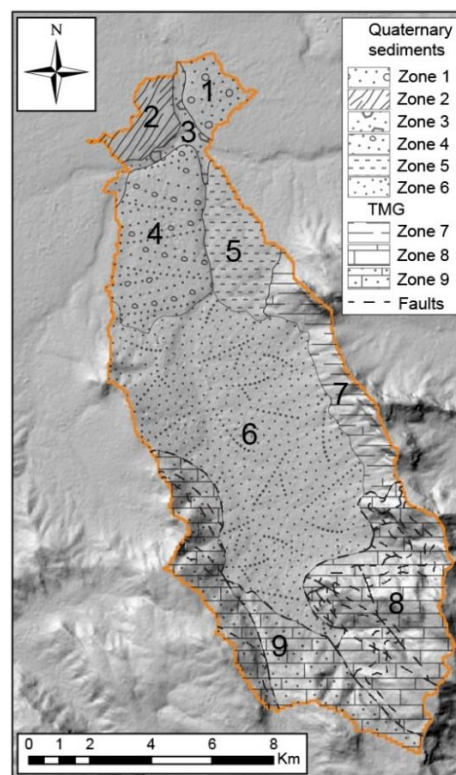 N
Quaternary
sediments
Zone 1
Zone 2
Zone 3
Zone 4
Zone 5
Zone 6
TMG
Zone 7
Zone 8
Zone 9
Faults
1
2
3
4
5
6
7
8
9
0 1 2 4 6 8
Km